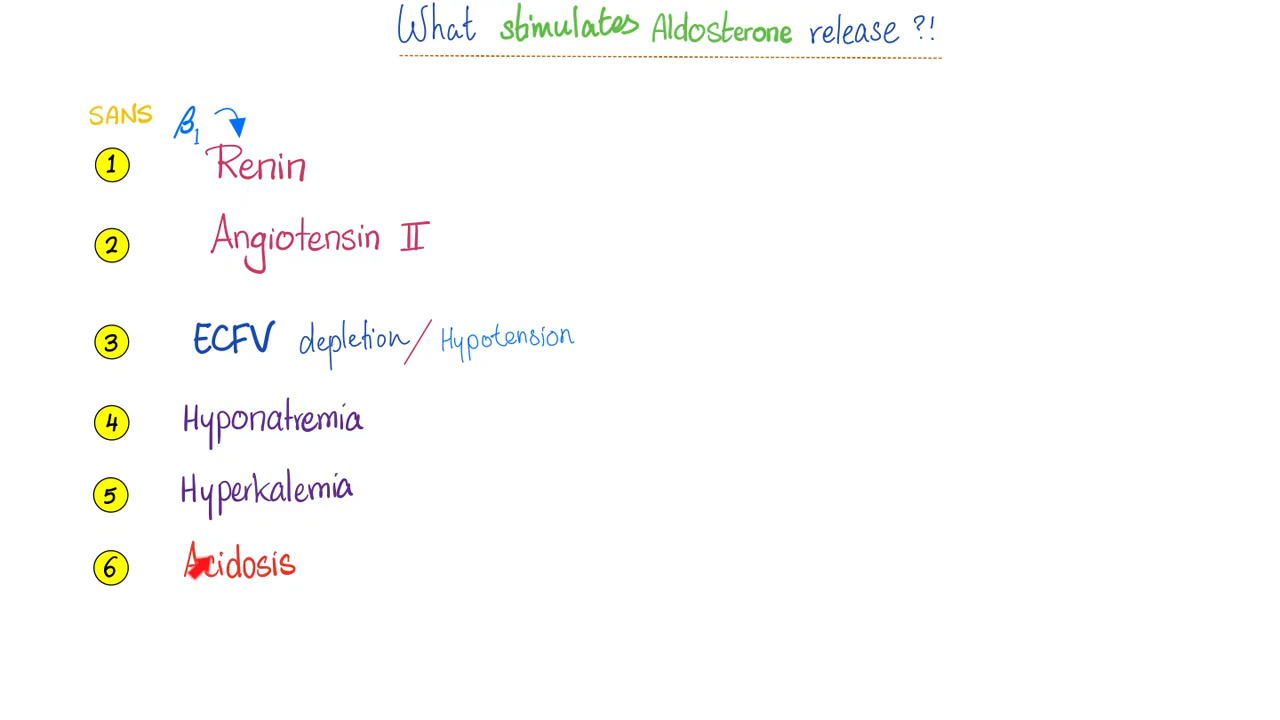 What stimulates Aldosterone release ?!
SANS β1
1 Renin
2 Angiotensin II
3 ECFV depletion/Hypotension
4 Hyponatremia
5 Hyperkalemia
6 Acidosis